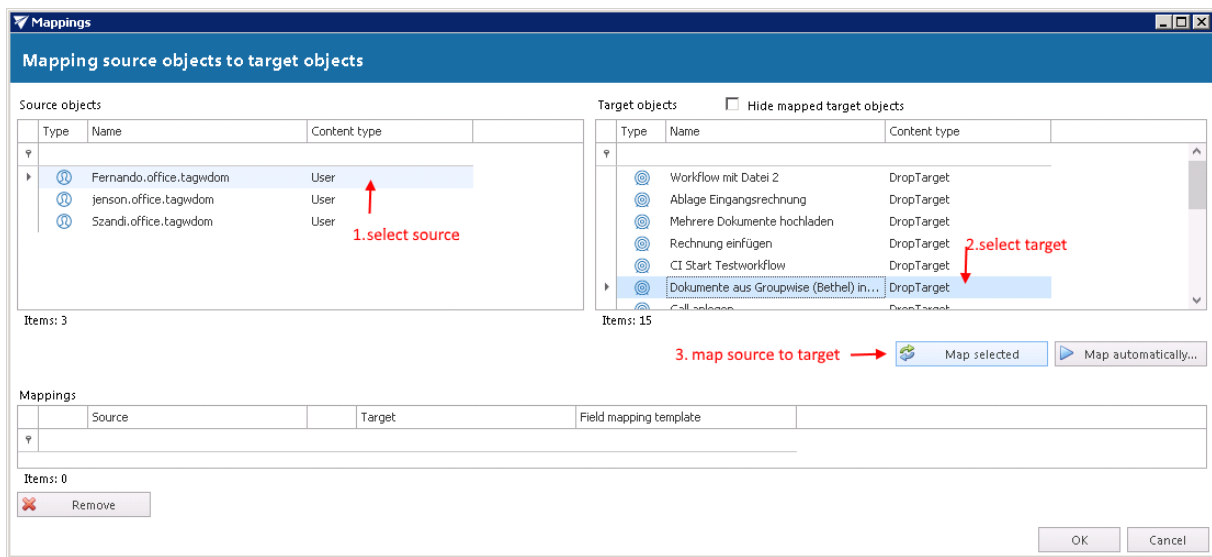 Mappings
Mapping source objects to target objects
Source objects
Target objects Hide mapped target objects
Type Name Content type
Type Name Content type
Fernando.office.tagwdom User
jenson.office.tagwdom User
Szandi.office.tagwdom User
1.select source
Workflow mit Datei 2 DropTarget
Ablage Eingangsrechnung DropTarget
Mehrere Dokumente hochladen DropTarget
Rechnung einfügen DropTarget
2.select target
CI Start Testworkflow DropTarget
Dokumente aus Groupwise (Bethel) in... DropTarget
Call anlegen DropTarget
Items: 3
Items: 15
3. map source to target
Map selected
Map automatically...
Mappings
Source Target Field mapping template
Items: 0
Remove
OK Cancel